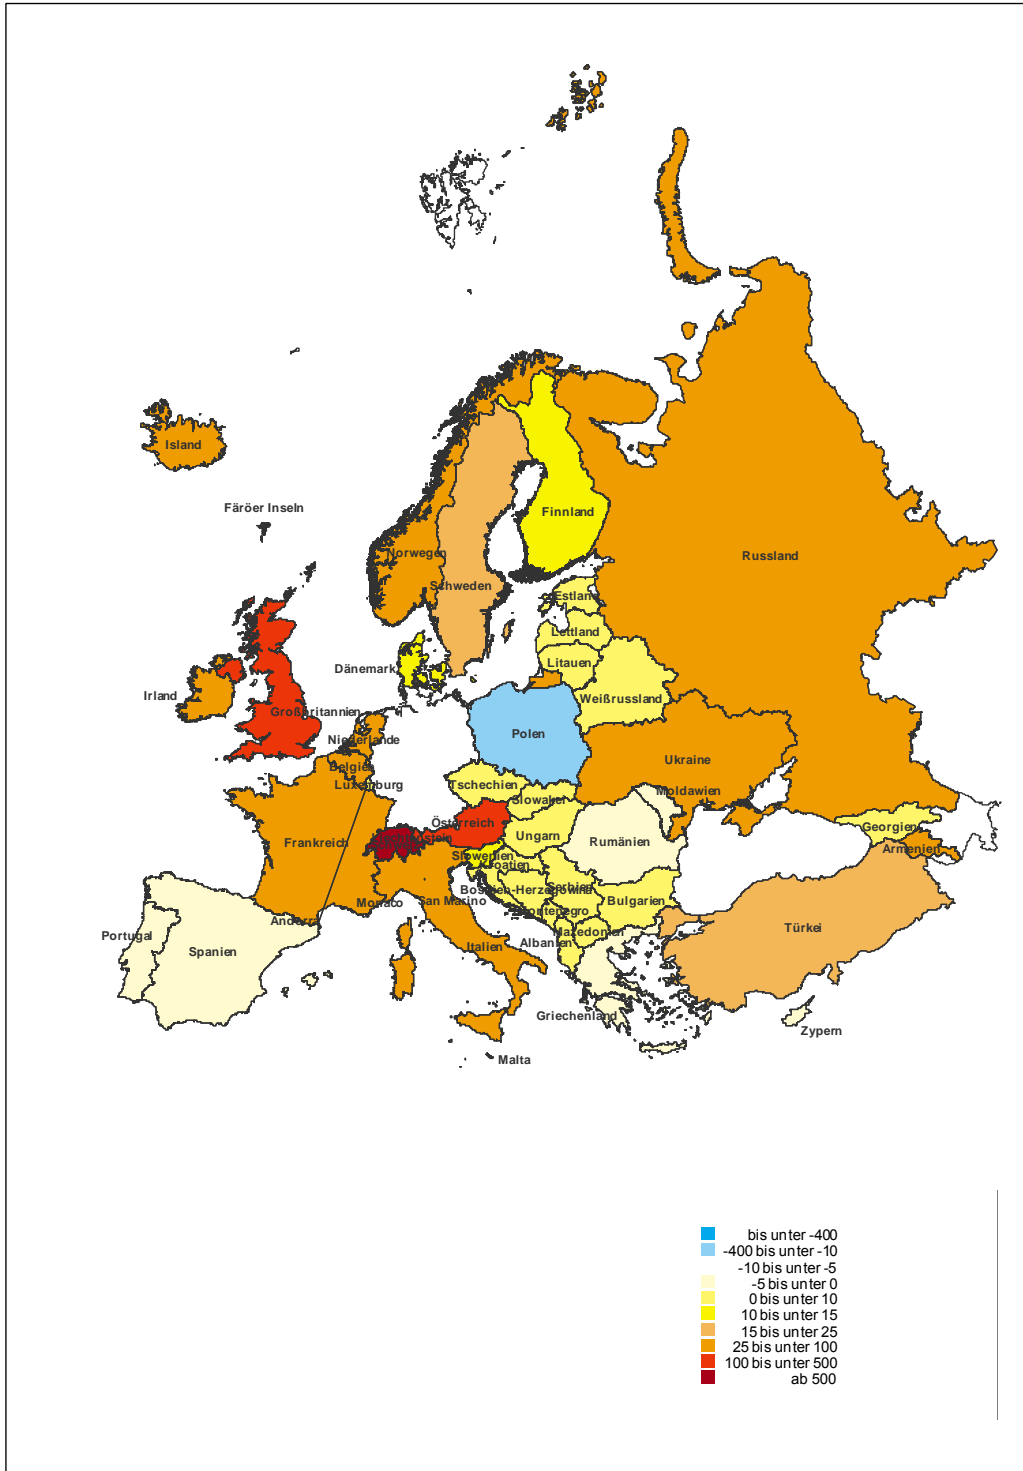 Island
Färöer Inseln
Finnland
Norwegen
Russland
Schweden
Estland
Lettland
Litauen
Dänemark
Irland
Weißrussland
Großbritannien
Niederlande
Polen
Ukraine
Belgien
Luxemburg
Tschechien
Moldawien
Slowakei
Österreich
Georgien
Ungarn
Frankreich
Rumänien
Armenien
Slowenien
Kroatien
Serbien
Bosnien-Herzegowina
San Marino
Monaco
Bulgarien
Montenegro
Andorra
Türkei
Mazedonien
Portugal
Albanien
Italien
Spanien
Griechenland
Zypern
Malta
bis unter -400
-400 bis unter -10
-10 bis unter -5
-5 bis unter 0
0 bis unter 10
10 bis unter 15
15 bis unter 25
25 bis unter 100
100 bis unter 500
ab 500